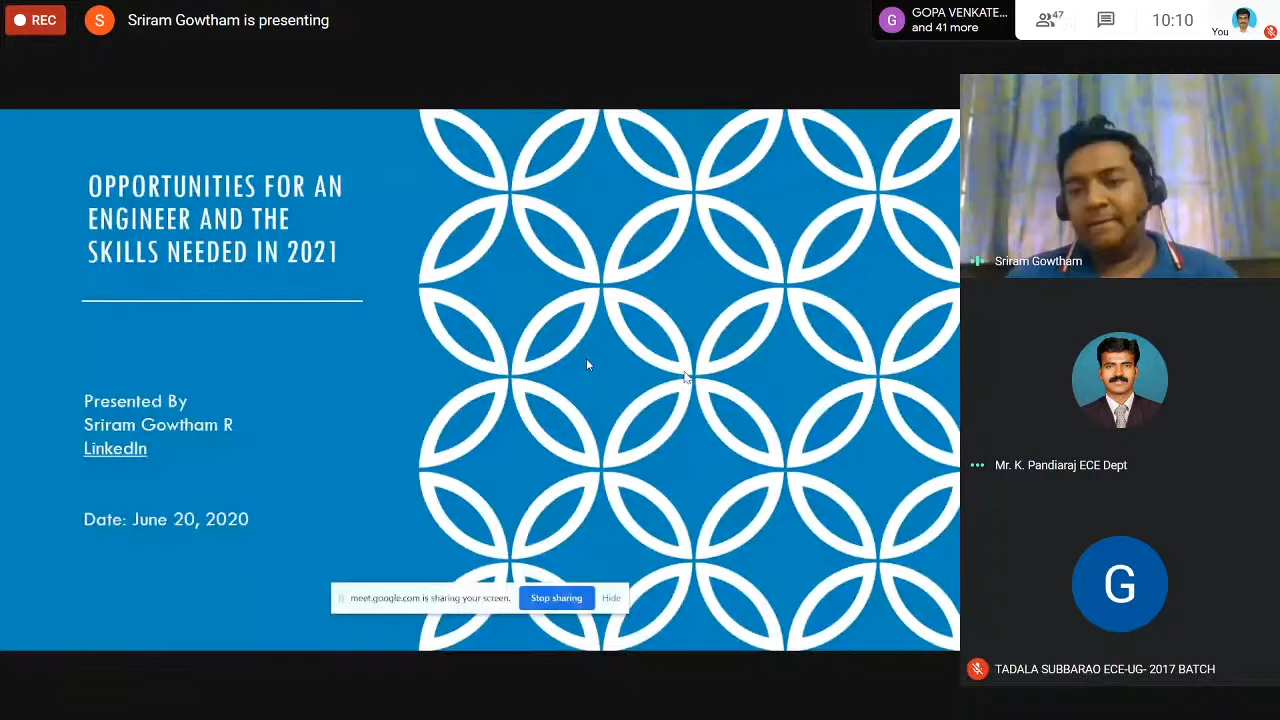 REC
S
Sriram Gowtham is presenting
G
GOPA VENKATE...
and 41 more
47
10:10
You
OPPORTUNITIES FOR AN
ENGINEER AND THE
SKILLS NEEDED IN 2021
Presented By
Sriram Gowtham R
LinkedIn
Date: June 20, 2020
meet.google.com is sharing your screen.
Stop sharing
Hide
Sriram Gowtham
Mr. K. Pandiaraj ECE Dept
G
TADALA SUBBARAO ECE-UG- 2017 BATCH